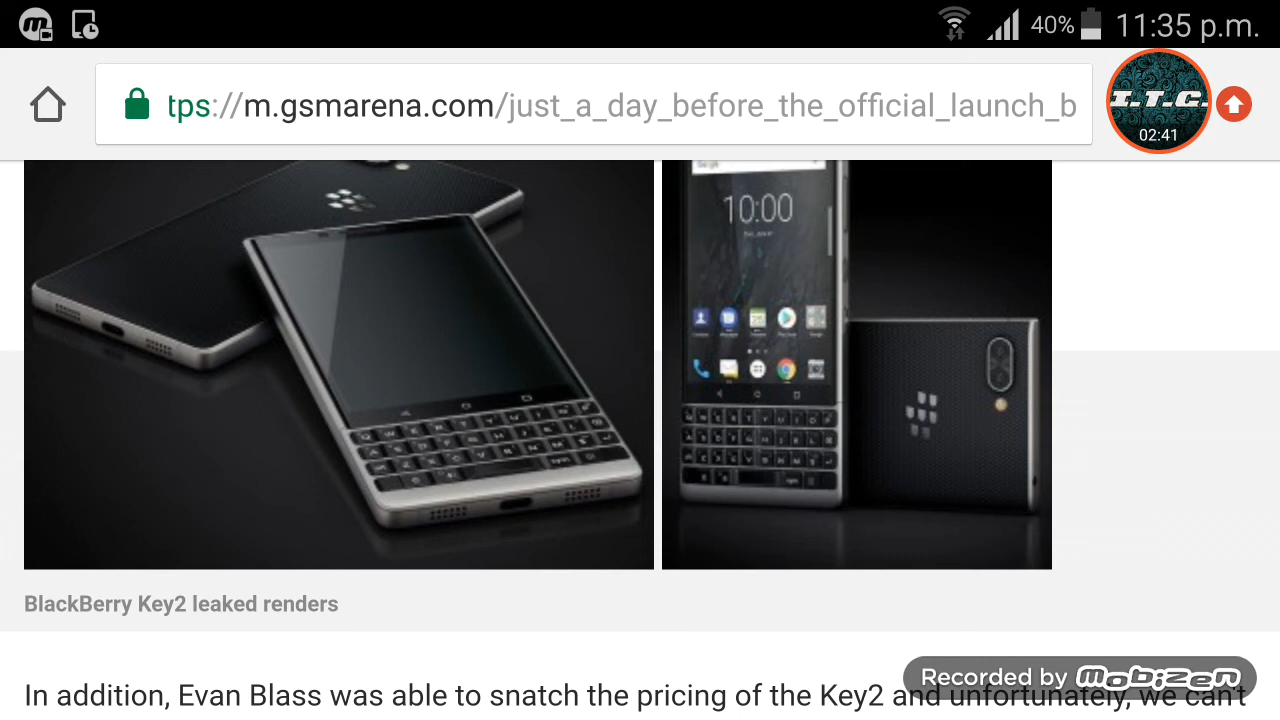 40% 11:35 p.m.
tps://m.gsmarena.com/just_a_day_before_the_official_launch_b
I.T.G.
02:41
10:00
BlackBerry Key2 leaked renders
In addition, Evan Blass was able to snatch the pricing of the Key2 and unfortunately, we can't
Recorded by mobizen